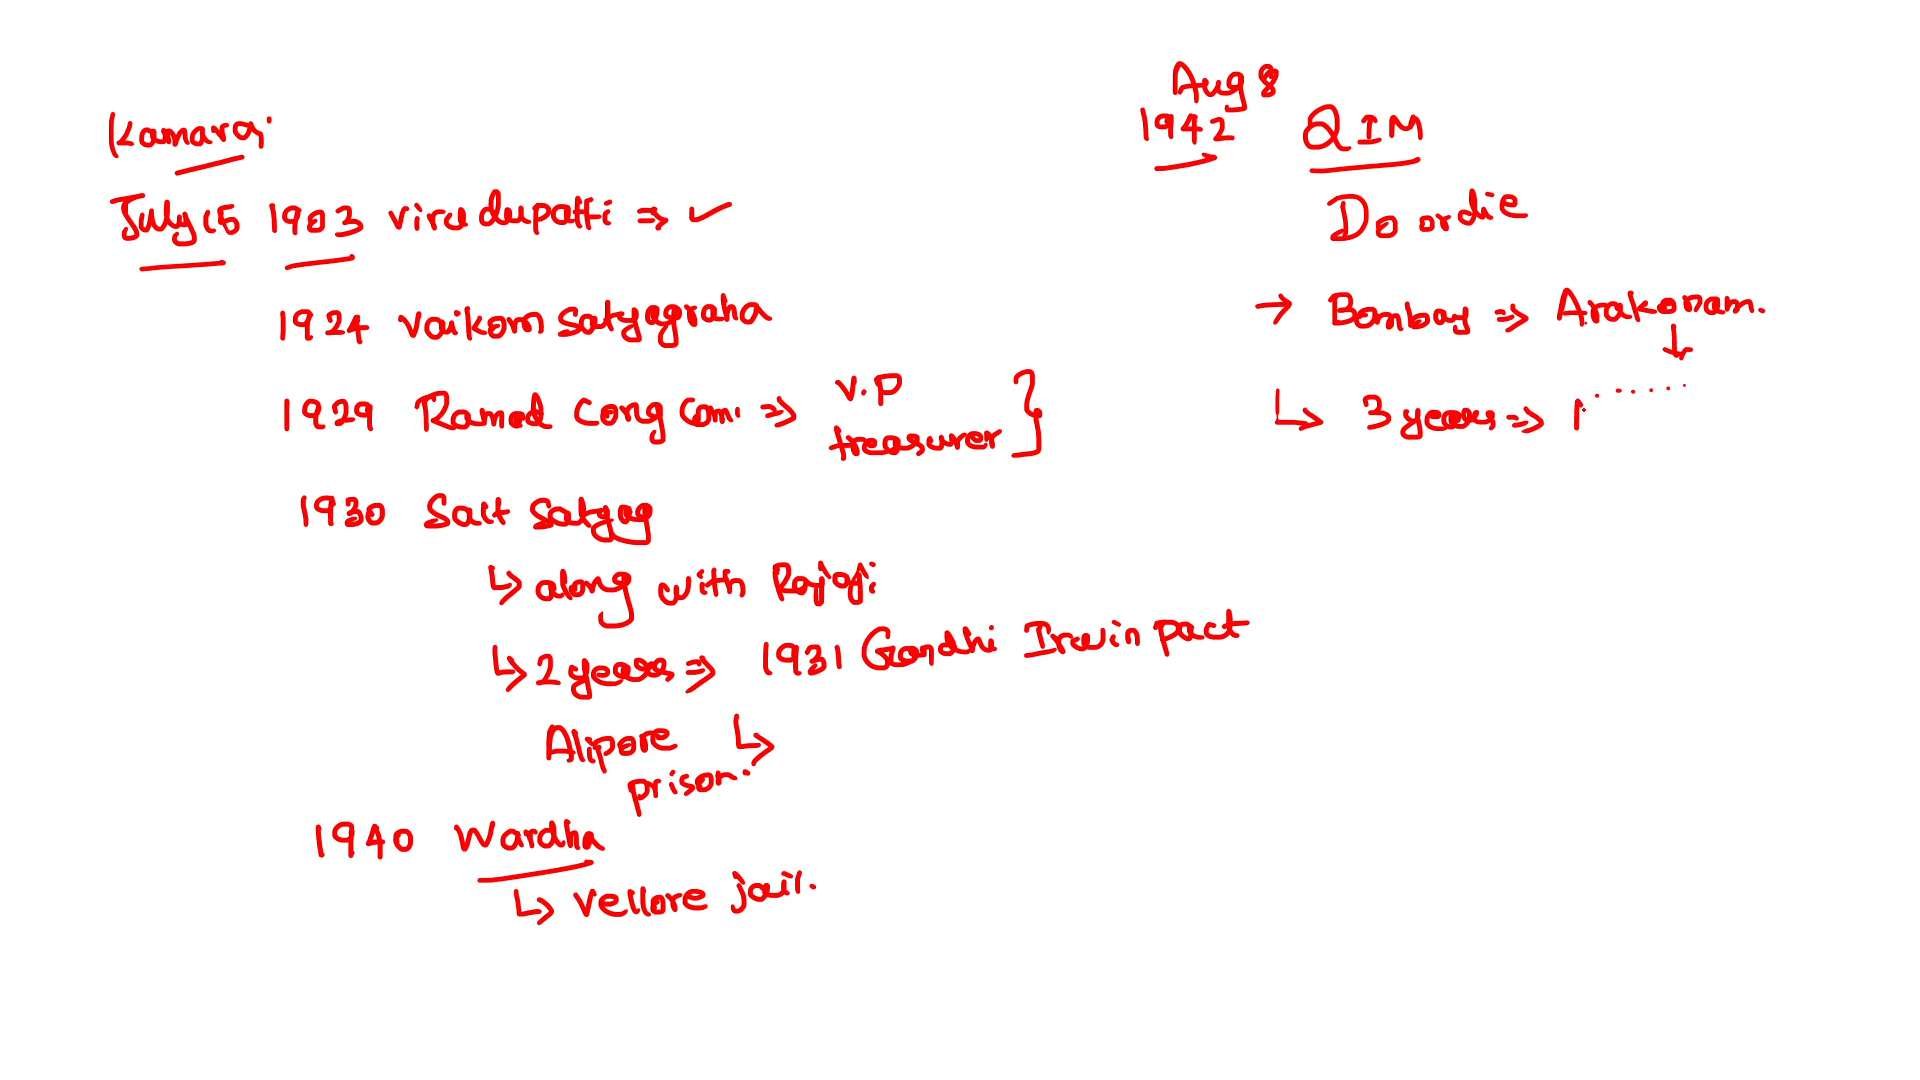 Kamaraj
July 15 1903 virudupatti => ✓
1924 Vaikom Satyagraha
1929 Ramad Cong Com. => V.P
treasurer }
1930 Salt Satyag
↳ along with Rajaji
↳ 2 years => 1931 Gandhi Irwin pact
Alipore ↳
prison.
1940 Wardha
↳ Vellore jail.
Aug 8
1942 QIM
Do or die
→ Bombay => Arakonam.
↓
↳ 3 years =>